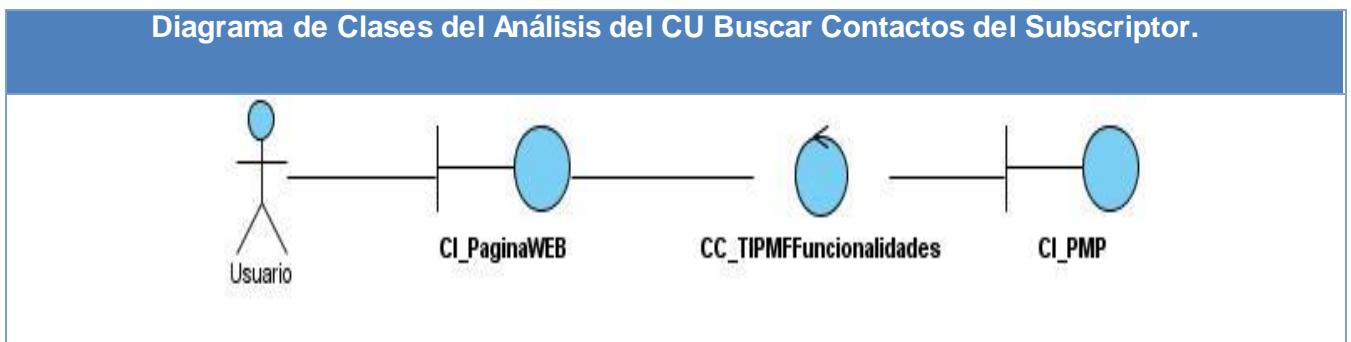 Diagrama de Clases del Análisis del CU Buscar Contactos del Subscriptor.
Usuario
CI_PaginaWEB
CC_TIPMFFuncionalidades
CI_PMP